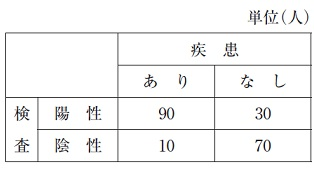 単位（人）
疾 患
あ り な し
検 陽 性 90 30
査 陰 性 10 70